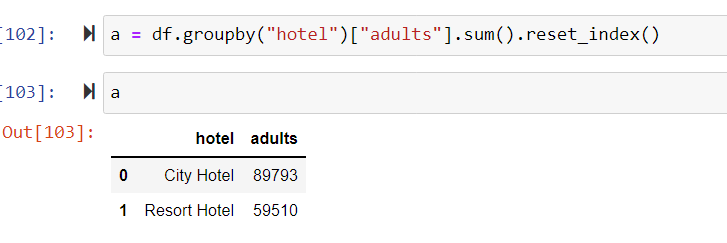 [102]: a = df.groupby("hotel")["adults"].sum().reset_index()
[103]: a
Out[103]:
hotel adults
0 City Hotel 89793
1 Resort Hotel 59510